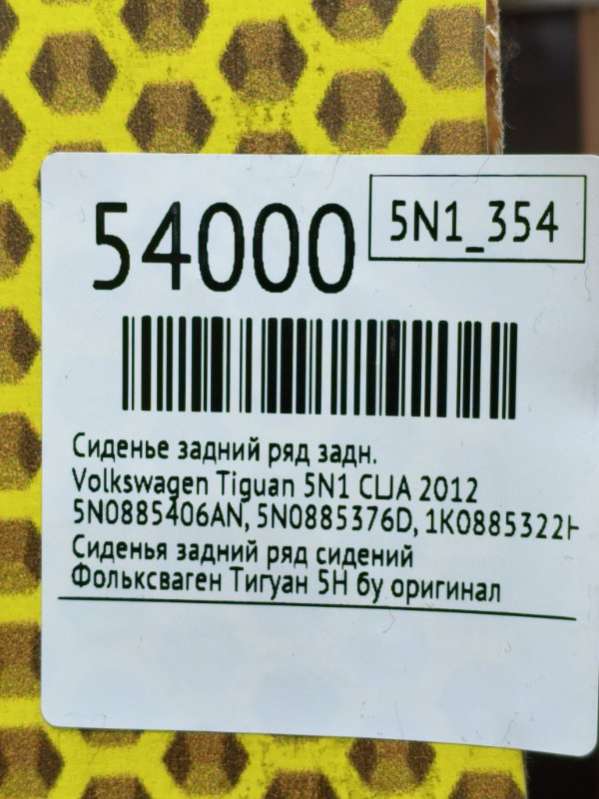 54000
5N1_354
Сиденье задний ряд задн.
Volkswagen Tiguan 5N1 CLJA 2012
5N0885406AN, 5N0885376D, 1K0885322
Сиденья задний ряд сидений
Фольксваген Тигуан 5Н бу оригинал